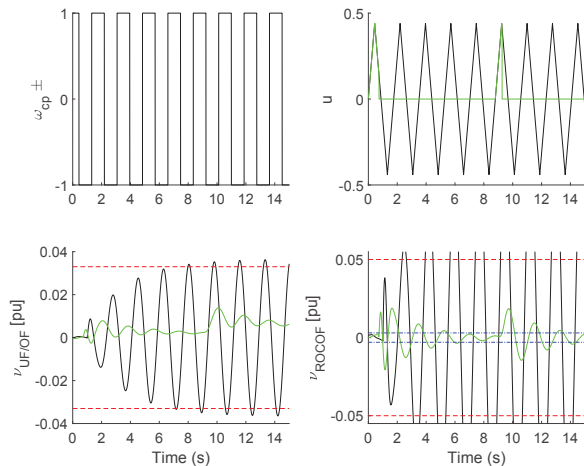 1
0
-1
ω_cp ±
0 2 4 6 8 10 12 14
0.5
0
-0.5
u
0 2 4 6 8 10 12 14
0.04
0.02
0
-0.02
-0.04
ν_UF/OF [pu]
0 2 4 6 8 10 12 14
Time (s)
0.05
0
-0.05
ν_ROCOF [pu]
0 2 4 6 8 10 12 14
Time (s)